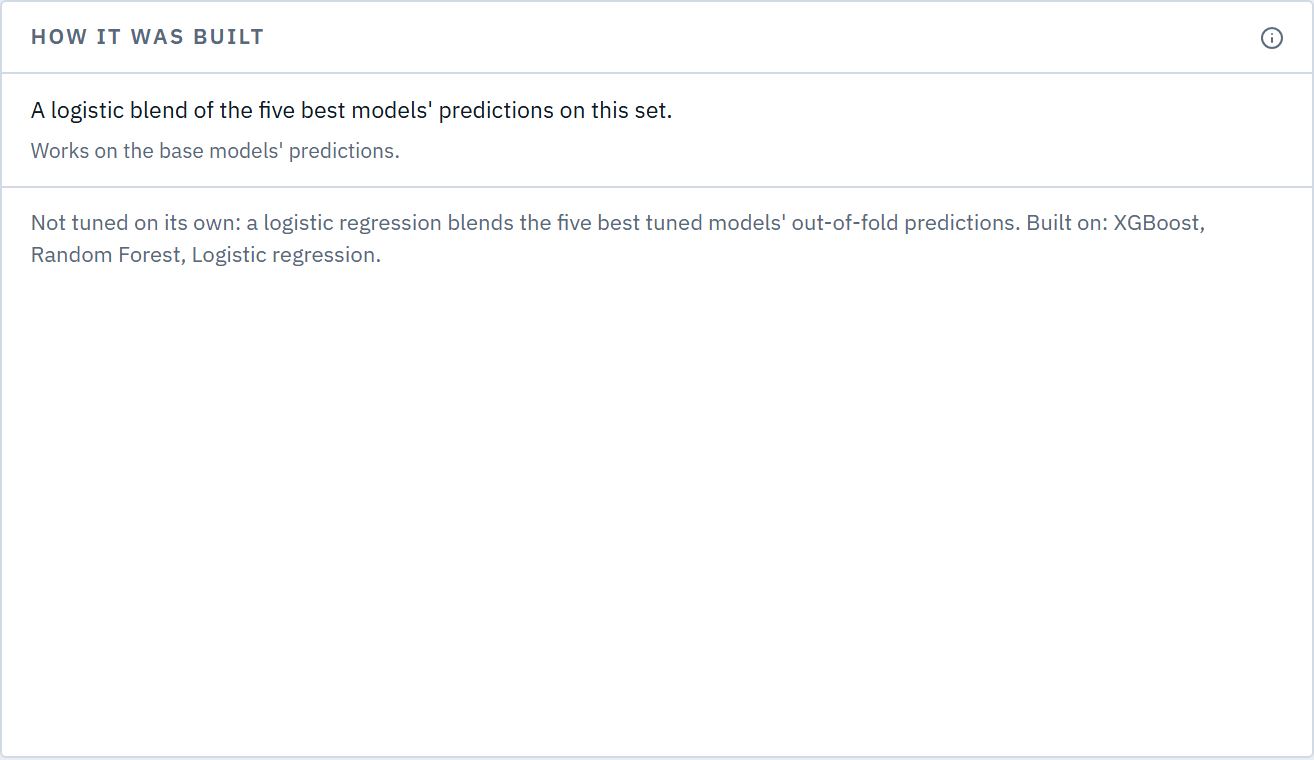 HOW IT WAS BUILT
A logistic blend of the five best models' predictions on this set.
Works on the base models' predictions.
Not tuned on its own: a logistic regression blends the five best tuned models' out-of-fold predictions. Built on: XGBoost,
Random Forest, Logistic regression.